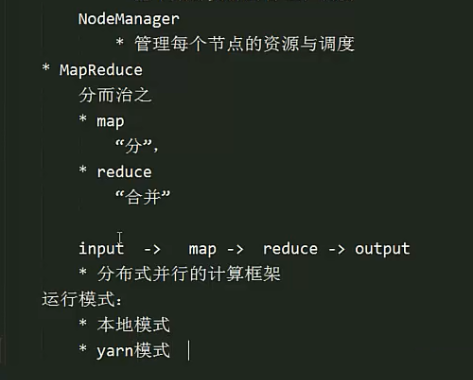 NodeManager
* 管理每个节点的资源与调度
* MapReduce
分而治之
* map
“分”，
* reduce
“合并”
input -> map -> reduce -> output
* 分布式并行的计算框架
运行模式：
* 本地模式
* yarn模式